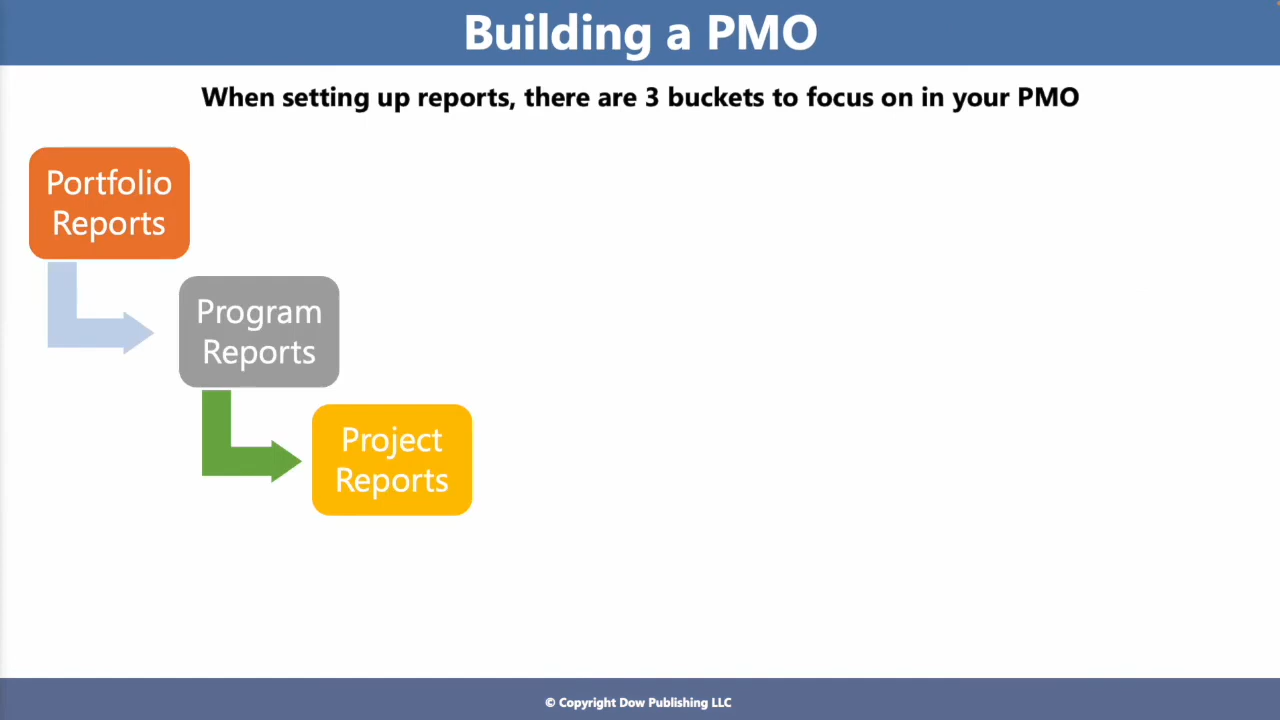 Building a PMO
When setting up reports, there are 3 buckets to focus on in your PMO
Portfolio
Reports
Program
Reports
Project
Reports
© Copyright Dow Publishing LLC